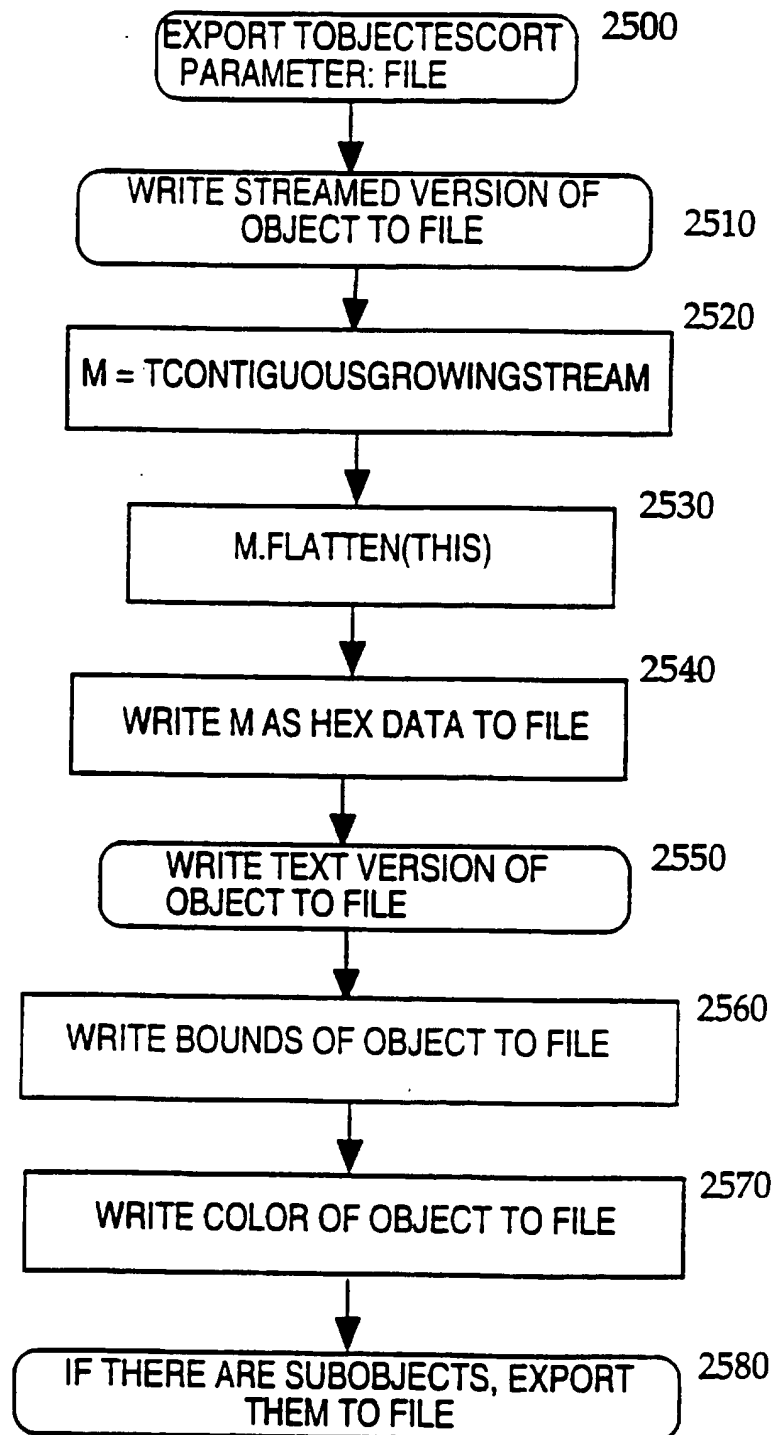 EXPORT TOBJECTESCORT 2500
PARAMETER: FILE
WRITE STREAMED VERSION OF
OBJECT TO FILE 2510
2520
M = TCONTIGUOUSGROWINGSTREAM
2530
M.FLATTEN(THIS)
2540
WRITE M AS HEX DATA TO FILE
2550
WRITE TEXT VERSION OF
OBJECT TO FILE
2560
WRITE BOUNDS OF OBJECT TO FILE
2570
WRITE COLOR OF OBJECT TO FILE
2580
IF THERE ARE SUBOBJECTS, EXPORT
THEM TO FILE